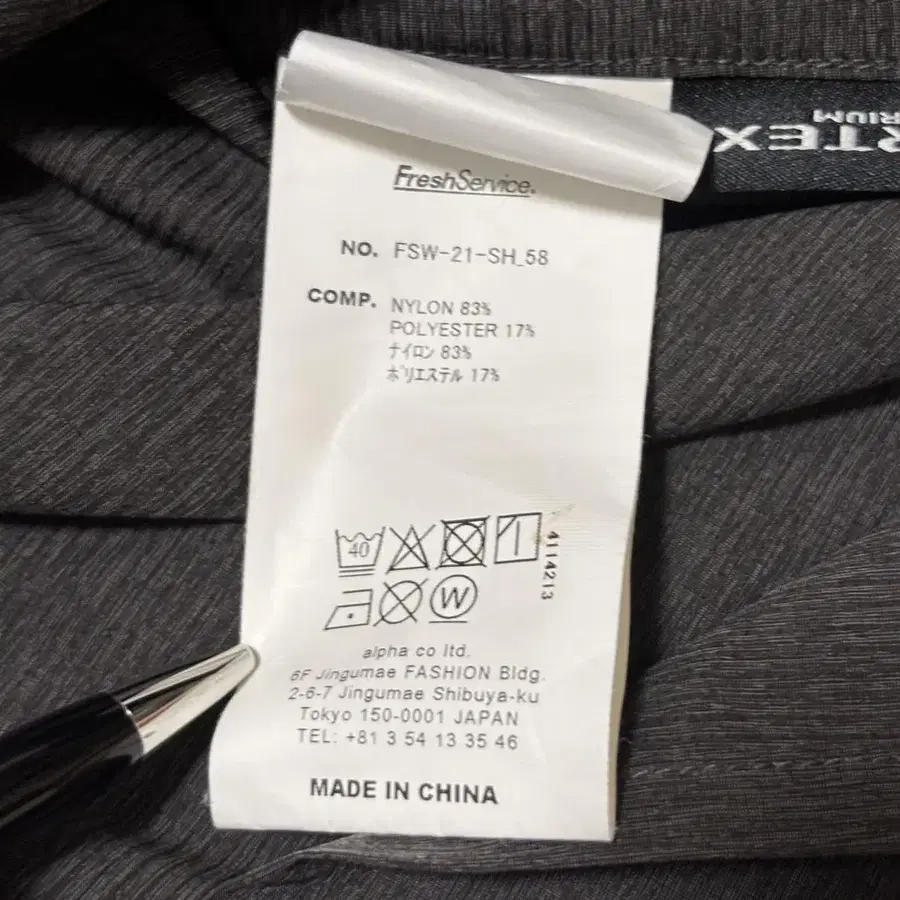 FreshService.
NO. FSW-21-SH_58
COMP. NYLON 83%
POLYESTER 17%
ナイロン 83%
ポリエステル 17%
40
4114213
W
alpha co ltd.
6F Jingumae FASHION Bldg.
2-6-7 Jingumae Shibuya-ku
Tokyo 150-0001 JAPAN
TEL: +81 3 54 13 35 46
MADE IN CHINA
RTEX
RIUM